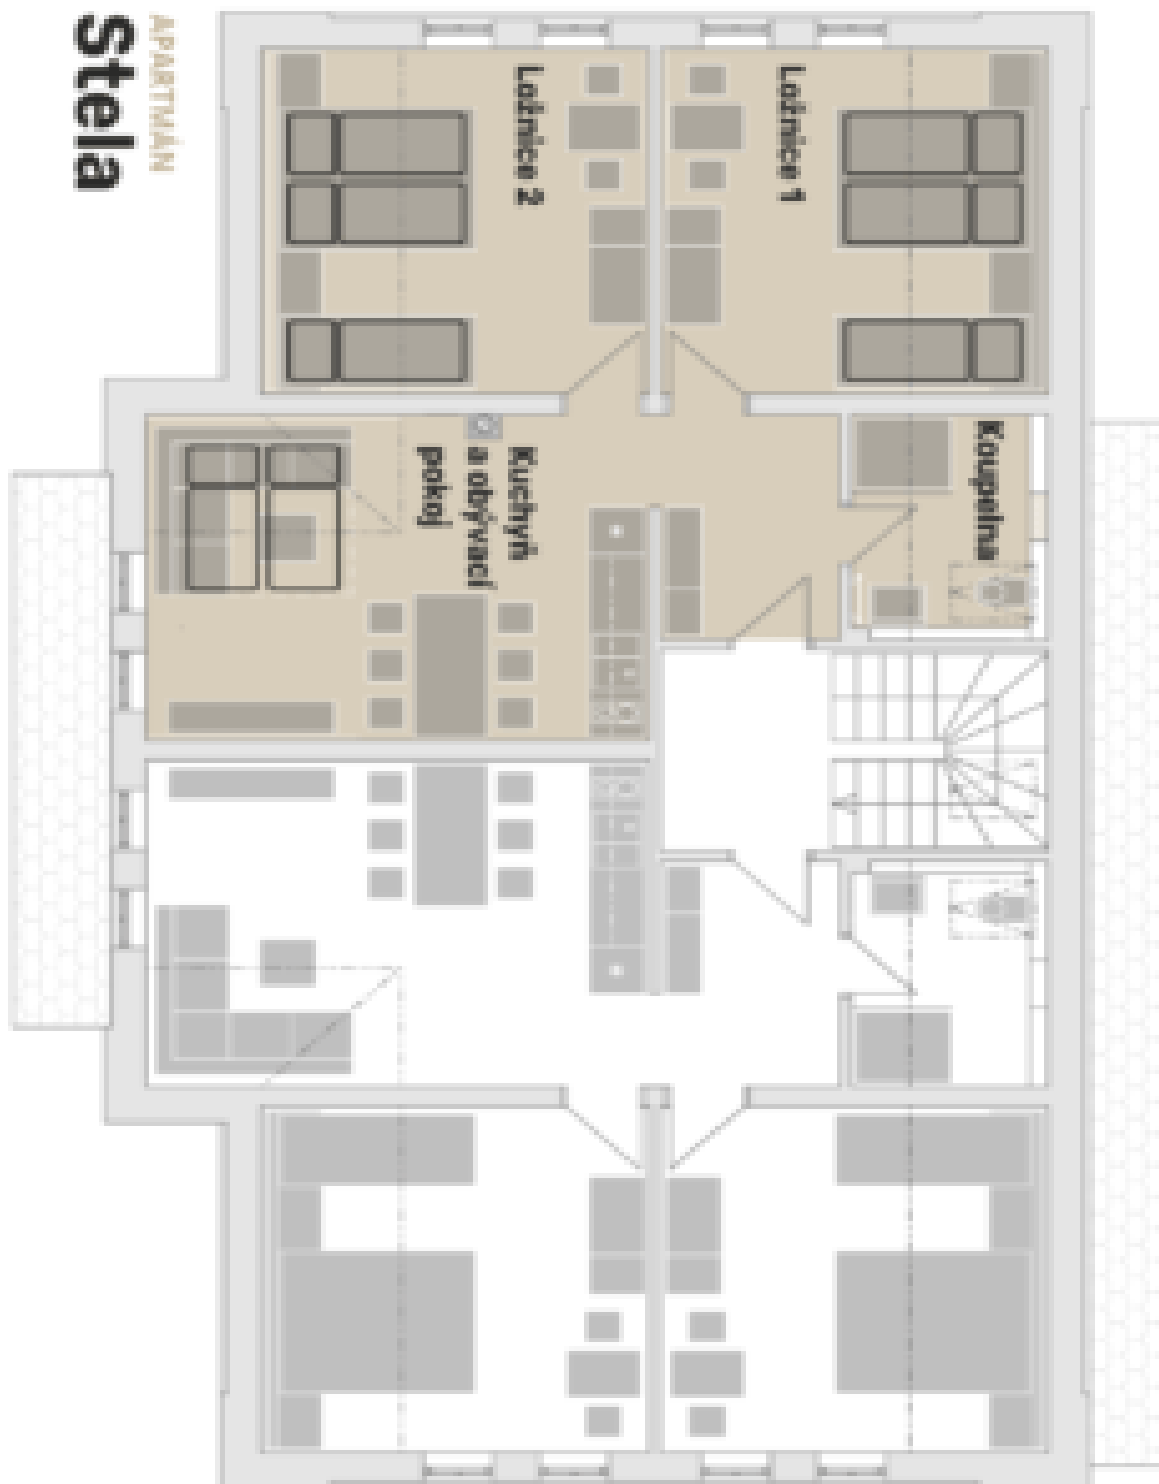 APARTMÁN
Stela
Ložnice 2
Ložnice 1
Kuchyň
a obývací
pokoj
Koupelna